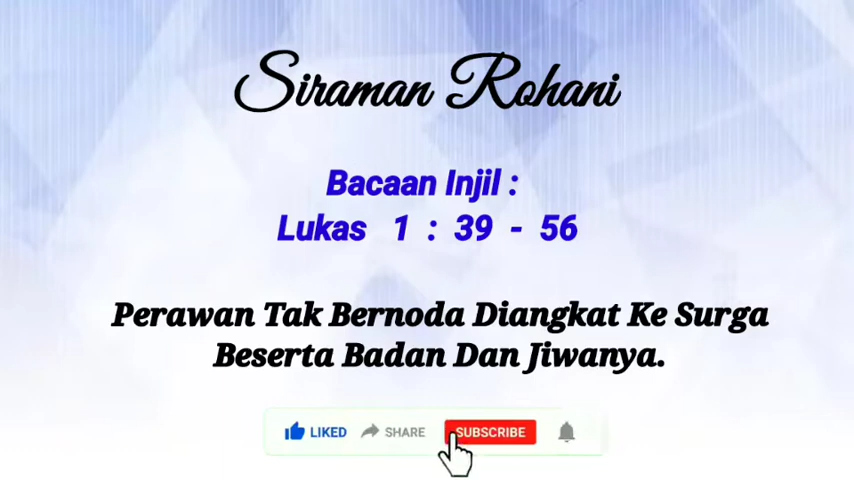 Siraman Rohani
Bacaan Injil :
Lukas 1 : 39 - 56
Perawan Tak Bernoda Diangkat Ke Surga
Beserta Badan Dan Jiwanya.
LIKED SHARE SUBSCRIBE